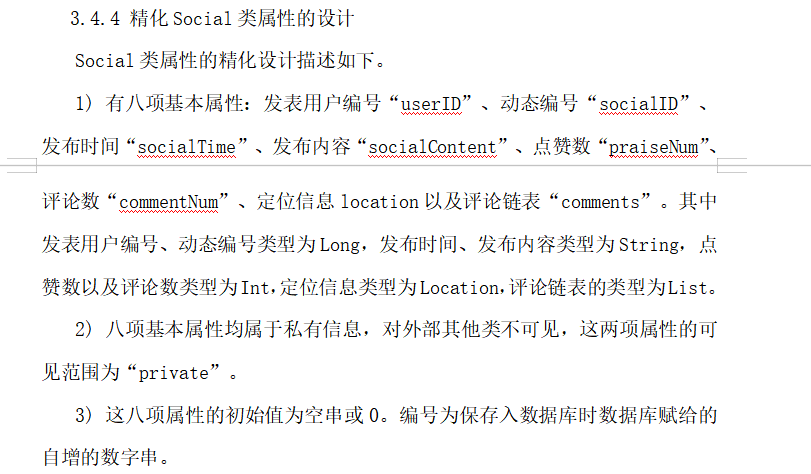 3.4.4 精化 Social 类属性的设计
Social 类属性的精化设计描述如下。
1) 有八项基本属性：发表用户编号“userID”、动态编号“socialID”、
发布时间“socialTime”、发布内容“socialContent”、点赞数“praiseNum”、
评论数“commentNum”、定位信息 location 以及评论链表“comments”。其中
发表用户编号、动态编号类型为 Long，发布时间、发布内容类型为 String，点
赞数以及评论数类型为 Int，定位信息类型为 Location，评论链表的类型为 List。
2) 八项基本属性均属于私有信息，对外部其他类不可见，这两项属性的可
见范围为“private”。
3) 这八项属性的初始值为空串或 0。编号为保存入数据库时数据库赋给的
自增的数字串。